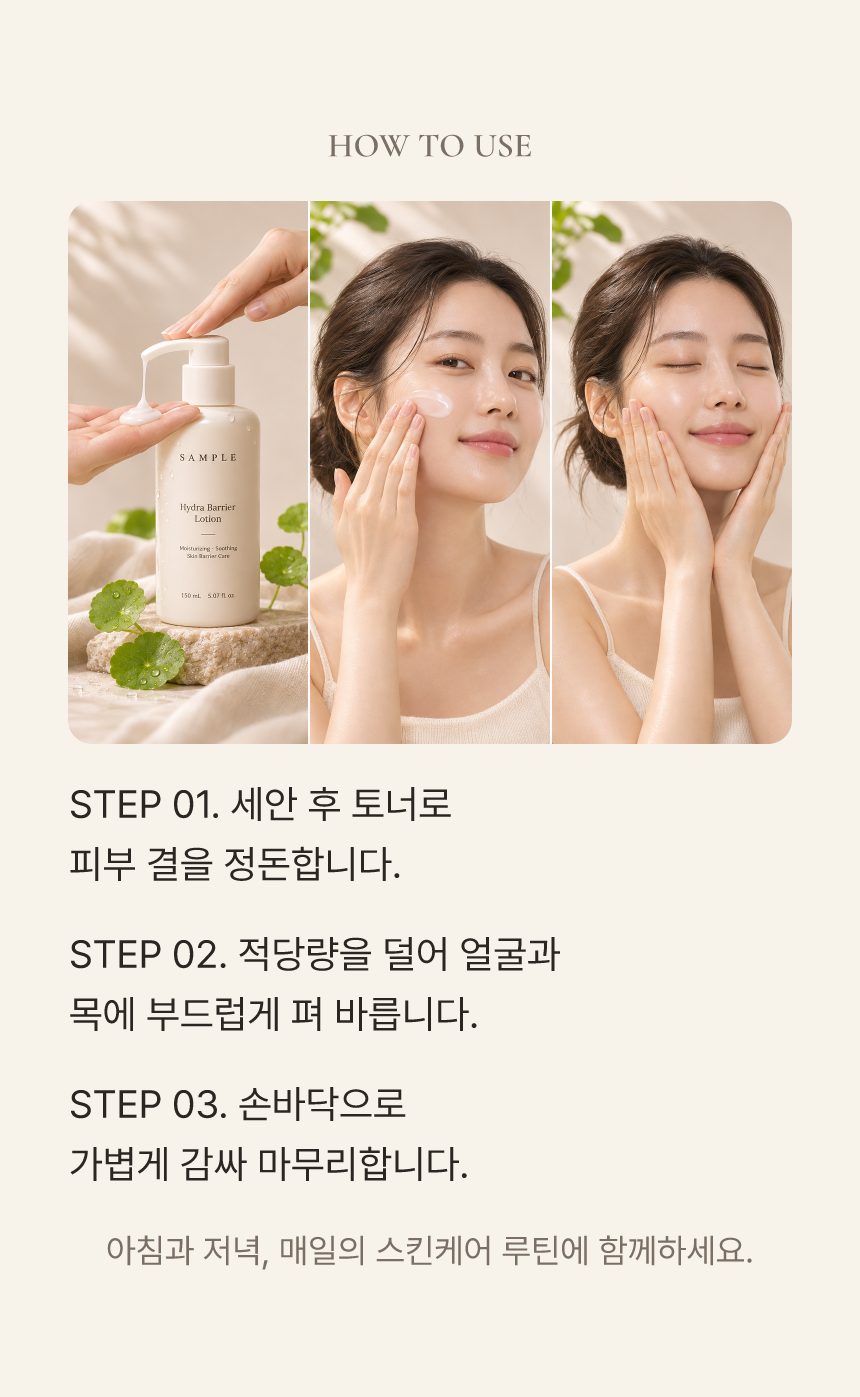 HOW TO USE
SAMPLE
Hydra Barrier
Lotion
Moisturizing · Soothing
Skin Barrier Care
150 mL 5.07 fl oz.
STEP 01. 세안 후 토너로
피부 결을 정돈합니다.
STEP 02. 적당량을 덜어 얼굴과
목에 부드럽게 펴 바릅니다.
STEP 03. 손바닥으로
가볍게 감싸 마무리합니다.
아침과 저녁, 매일의 스킨케어 루틴에 함께하세요.